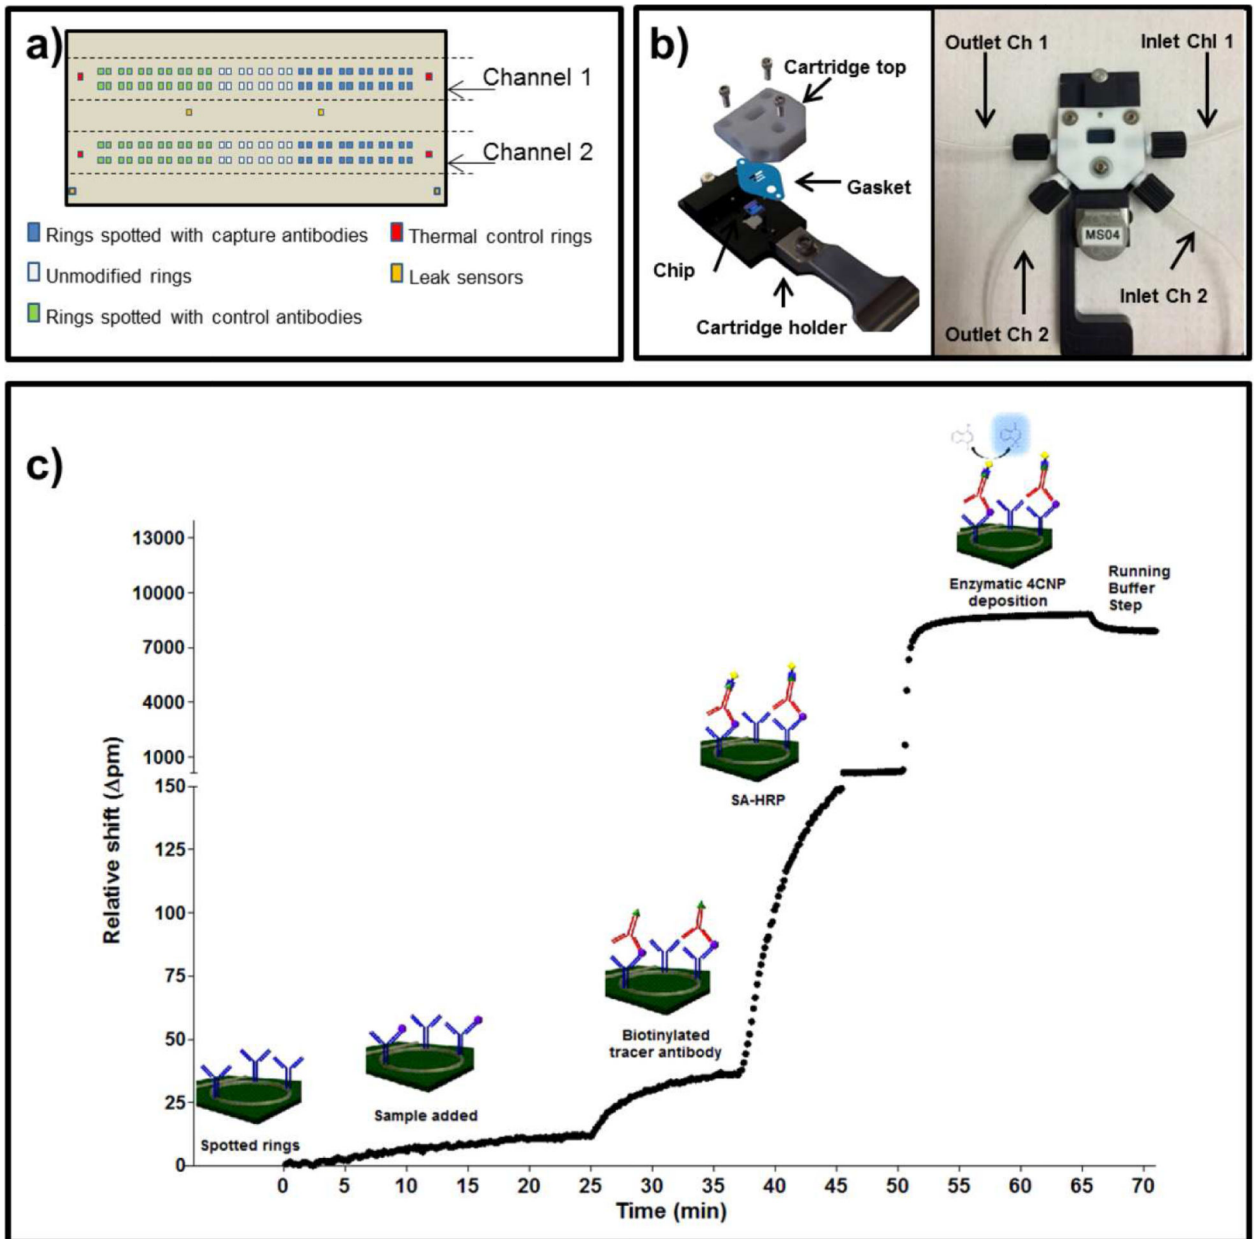 a)
Channel 1
Channel 2
Rings spotted with capture antibodies
Thermal control rings
Unmodified rings
Leak sensors
Rings spotted with control antibodies
b)
Cartridge top
Gasket
Chip
Cartridge holder
Outlet Ch 1
Inlet Chl 1
MS04
Inlet Ch 2
Outlet Ch 2
c)
Relative shift (Δpm)
13000
10000
7000
4000
1000
150
125
100
75
50
25
0
Spotted rings
Sample added
Biotinylated
tracer antibody
SA-HRP
Enzymatic 4CNP
deposition
Running
Buffer
Step
0 5 10 15 20 25 30 35 40 45 50 55 60 65 70
Time (min)